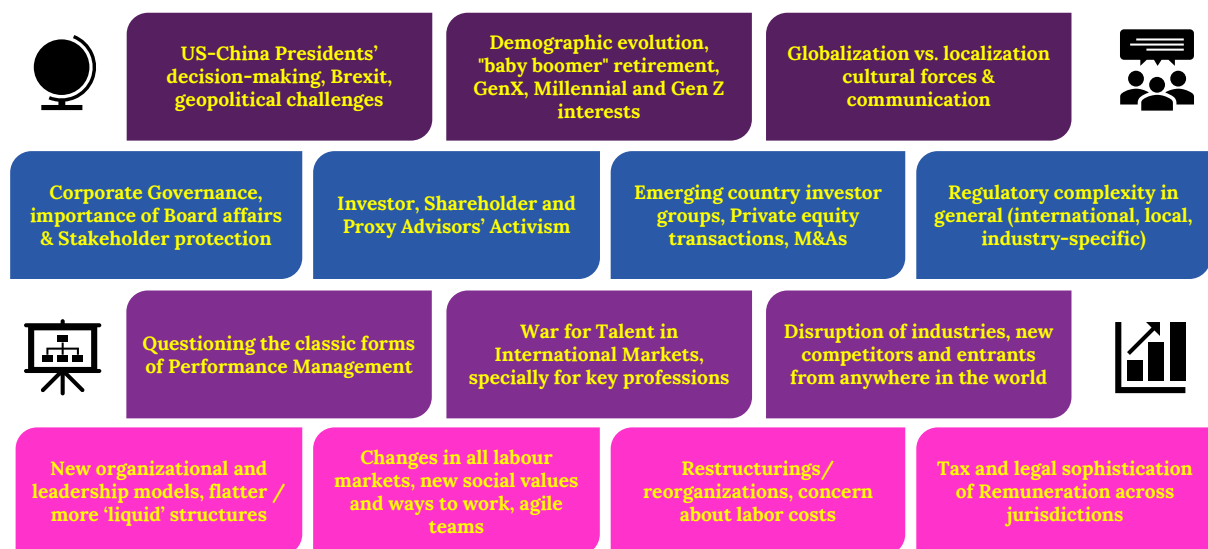 US-China Presidents’
decision-making, Brexit,
geopolitical challenges
Demographic evolution,
"baby boomer" retirement,
GenX, Millennial and Gen Z
interests
Globalization vs. localization
cultural forces &
communication
Corporate Governance,
importance of Board affairs
& Stakeholder protection
Investor, Shareholder and
Proxy Advisors’ Activism
Emerging country investor
groups, Private equity
transactions, M&As
Regulatory complexity in
general (international, local,
industry-specific)
Questioning the classic forms
of Performance Management
War for Talent in
International Markets,
specially for key professions
Disruption of industries, new
competitors and entrants
from anywhere in the world
New organizational and
leadership models, flatter /
more ‘liquid’ structures
Changes in all labour
markets, new social values
and ways to work, agile
teams
Restructurings/
reorganizations, concern
about labor costs
Tax and legal sophistication
of Remuneration across
jurisdictions